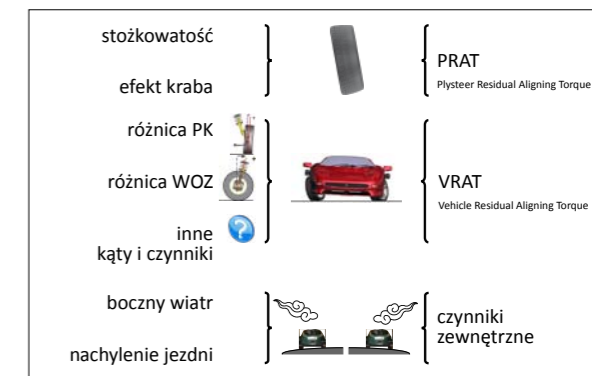 stożkowatość
efekt kraba
PRAT
Plysteer Residual Aligning Torque
różnica PK
różnica WOZ
inne
kąty i czynniki
?
VRAT
Vehicle Residual Aligning Torque
boczny wiatr
nachylenie jezdni
czynniki
zewnętrzne